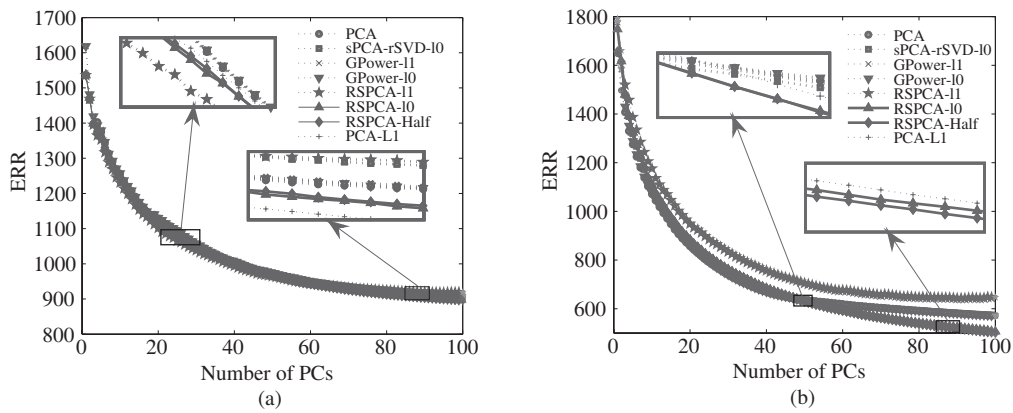 1700
1600
1500
1400
1300
1200
1100
1000
900
800
ERR
0
20
40
60
80
100
Number of PCs
(a)
PCA
sPCA-rSVD-l0
GPower-l1
GPower-l0
RSPCA-l1
RSPCA-l0
RSPCA-Half
PCA-L1
1800
1600
1400
1200
1000
800
600
ERR
0
20
40
60
80
100
Number of PCs
(b)
PCA
sPCA-rSVD-l0
GPower-l1
GPower-l0
RSPCA-l1
RSPCA-l0
RSPCA-Half
PCA-L1